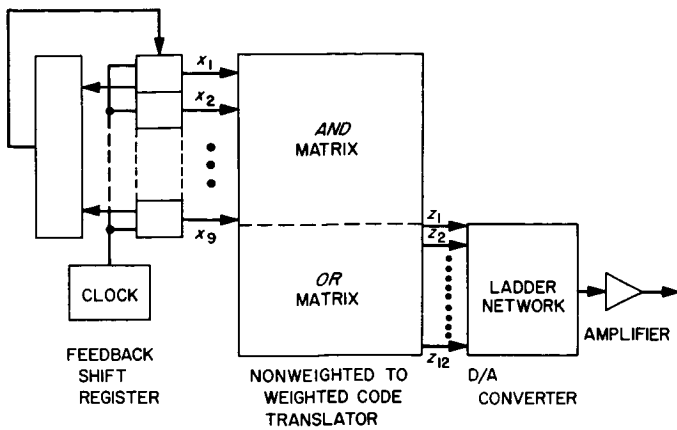 x1
x2
x9
CLOCK
FEEDBACK
SHIFT
REGISTER
AND
MATRIX
OR
MATRIX
NONWEIGHTED TO
WEIGHTED CODE
TRANSLATOR
z1
z2
z12
LADDER
NETWORK
D/A
CONVERTER
AMPLIFIER